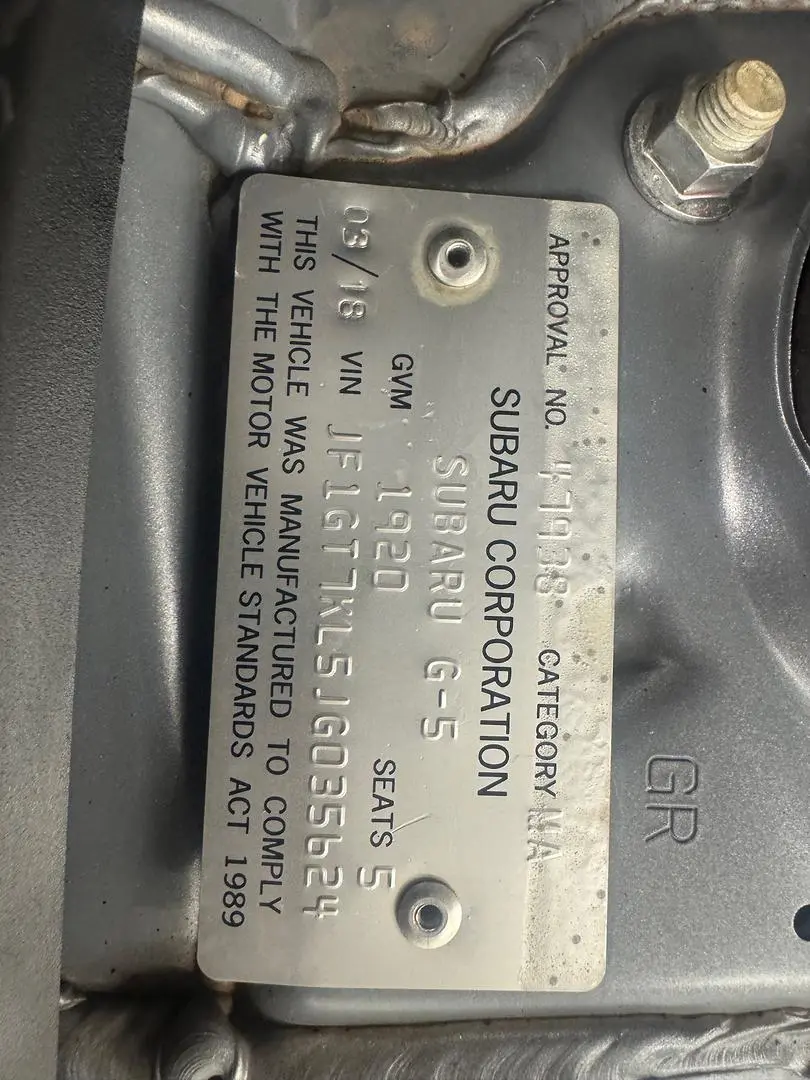 APPROVAL NO. 47938 CATEGORY MA
SUBARU CORPORATION
SUBARU G-5
GVM 1920 SEATS 5
03/18 VIN JF1GT7KL5JG035624
THIS VEHICLE WAS MANUFACTURED TO COMPLY
WITH THE MOTOR VEHICLE STANDARDS ACT 1989
GR